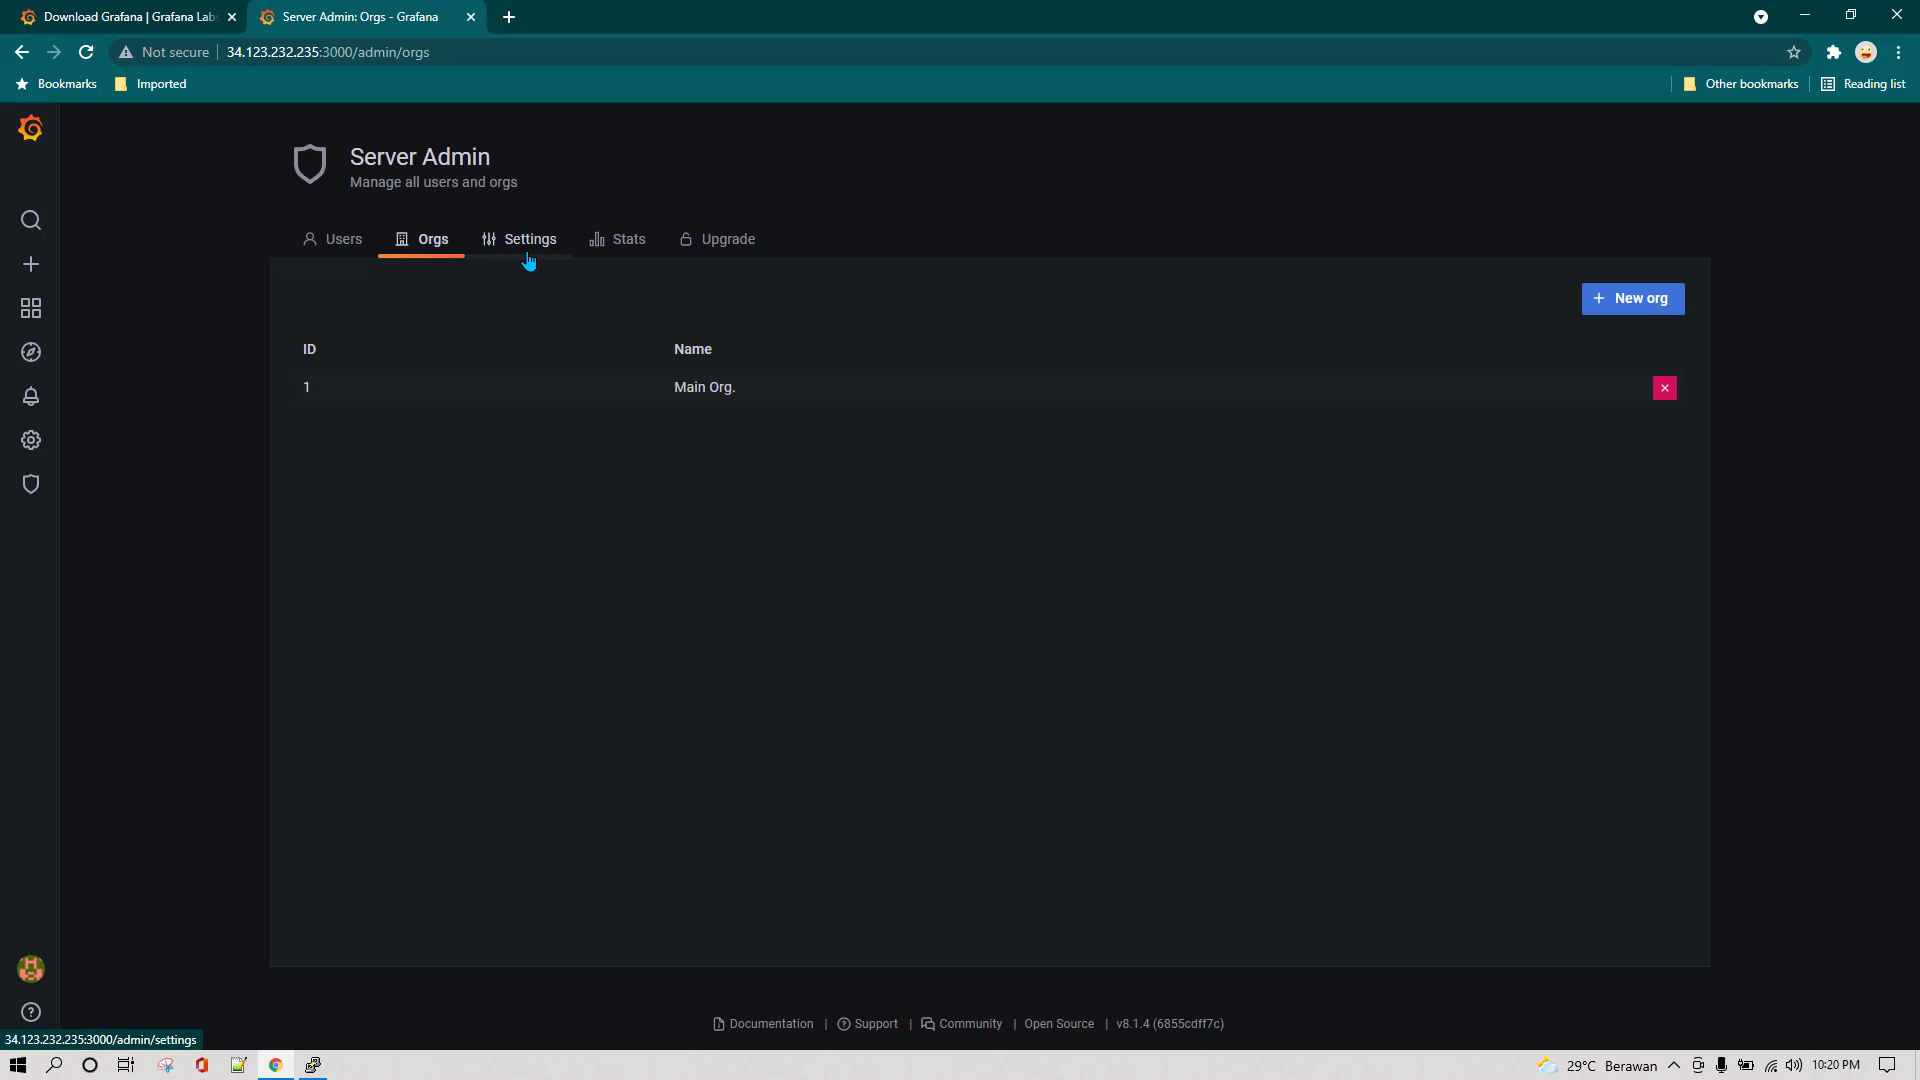 Download Grafana | Grafana Lab
Server Admin: Orgs - Grafana
Not secure
34.123.232.235:3000/admin/orgs
Bookmarks
Imported
Other bookmarks
Reading list
Server Admin
Manage all users and orgs
Users
Orgs
Settings
Stats
Upgrade
+ New org
ID
Name
1
Main Org.
Documentation | Support | Community | Open Source | v8.1.4 (6855cdff7c)
34.123.232.235:3000/admin/settings
29°C Berawan
10:20 PM